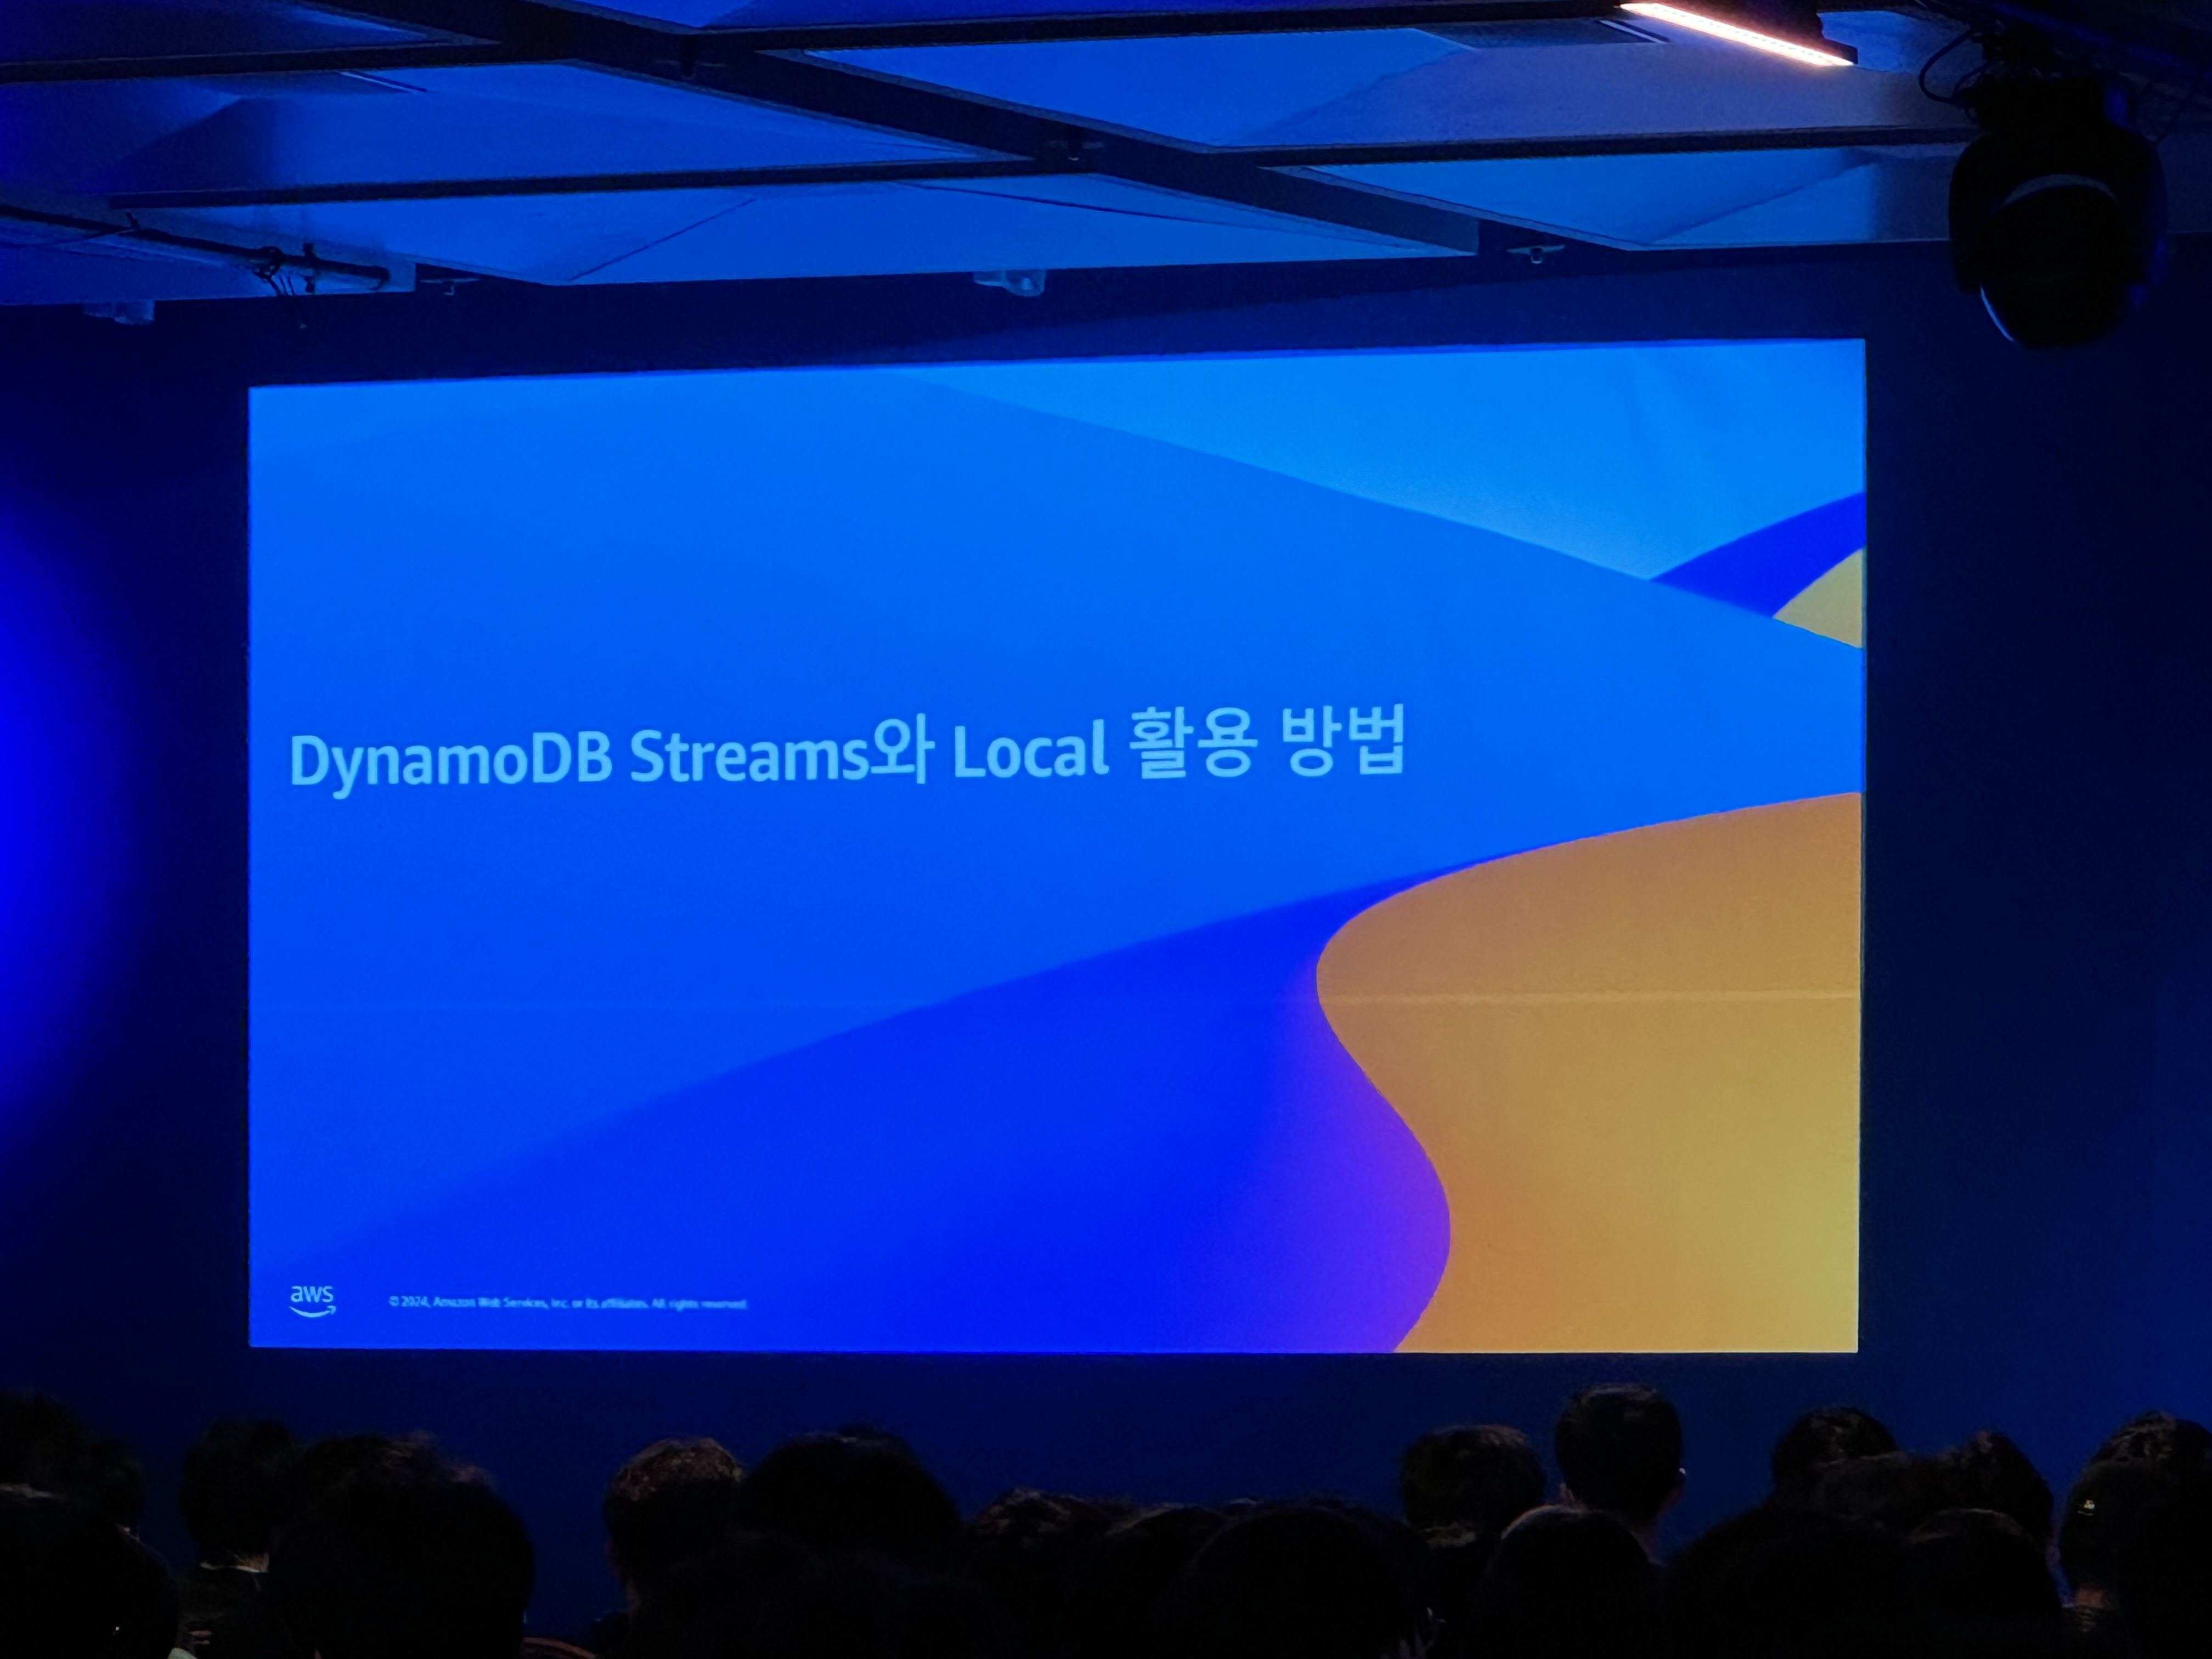 DynamoDB Streams와 Local 활용 방법
aws
© 2024, Amazon Web Services, Inc. or its affiliates. All rights reserved.